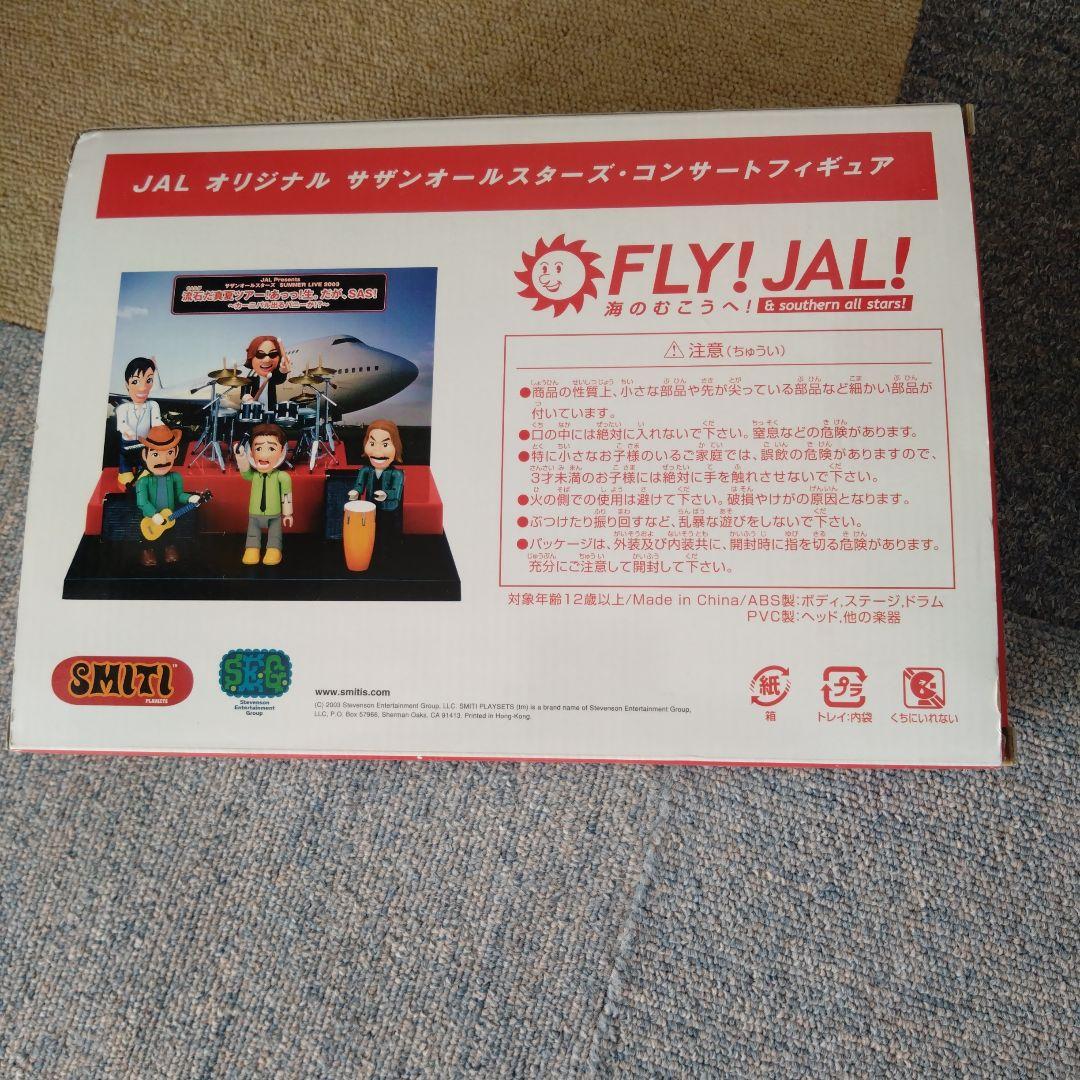 JAL オリジナル サザンオールスターズ・コンサートフィギュア
FLY! JAL!
海のむこうへ! & southern all stars!
JAL Presents
サザンオールスターズ SUMMER LIVE 2003
流石だ真夏ツアー!あっっ!生。だが、SAS!
〜カーニバル出るバニーか!?〜
注意(ちゅうい)
●商品の性質上、小さな部品や先が尖っている部品など細かい部品が
付いています。
●口の中には絶対に入れないで下さい。窒息などの危険があります。
●特に小さなお子様のいるご家庭では、誤飲の危険がありますので、
3才未満のお子様には絶対に手を触れさせないで下さい。
●火の側での使用は避けて下さい。破損やけがの原因となります。
●ぶつけたり振り回すなど、乱暴な遊びをしないで下さい。
●パッケージは、外装及び内装共に、開封時に指を切る危険があります。
充分にご注意して開封して下さい。
対象年齢12歳以上/Made in China/ABS製:ボディ,ステージ,ドラム
PVC製:ヘッド,他の楽器
SMITI
PLAYSETS
S.E.G.
Stevenson
Entertainment
Group
www.smitis.com
(C) 2003 Stevenson Entertainment Group, LLC. SMITI PLAYSETS (tm) is a brand name of Stevenson Entertainment Group,
LLC, P.O. Box 57966, Sherman Oaks, CA 91413. Printed in Hong-Kong.
紙
箱
プラ
トレイ:内袋
くちにいれない